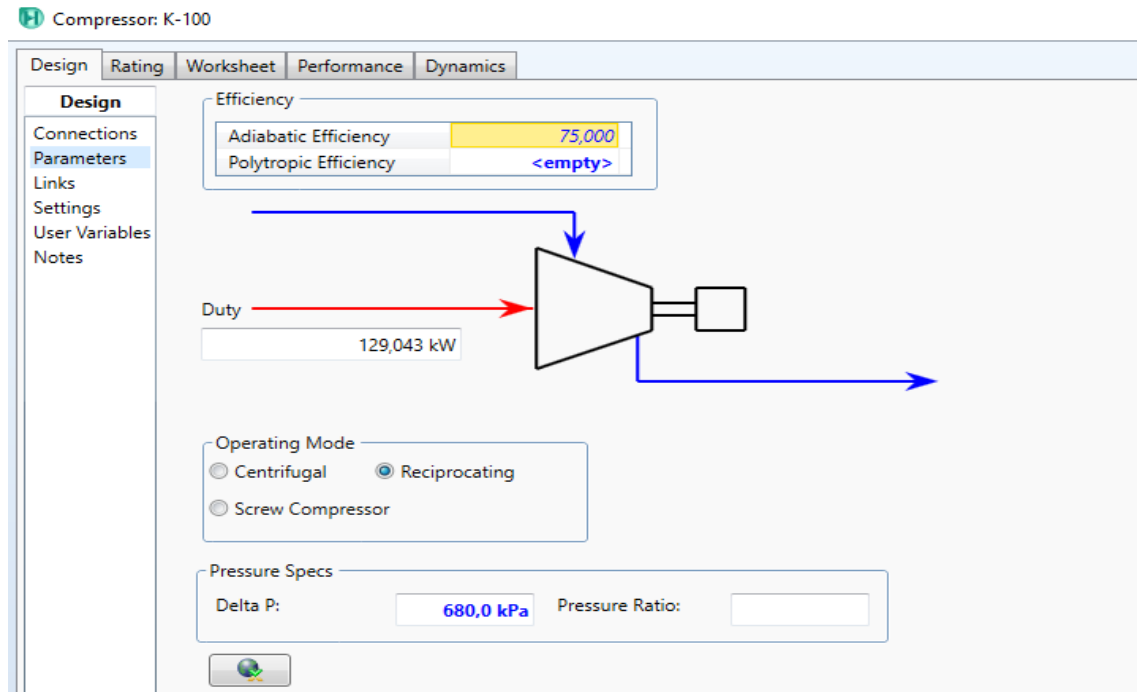 Compressor: K-100
Design Rating Worksheet Performance Dynamics
Design
Connections
Parameters
Links
Settings
User Variables
Notes
Efficiency
Adiabatic Efficiency 75,000
Polytropic Efficiency <empty>
Duty
129,043 kW
Operating Mode
Centrifugal Reciprocating
Screw Compressor
Pressure Specs
Delta P: 680,0 kPa Pressure Ratio: